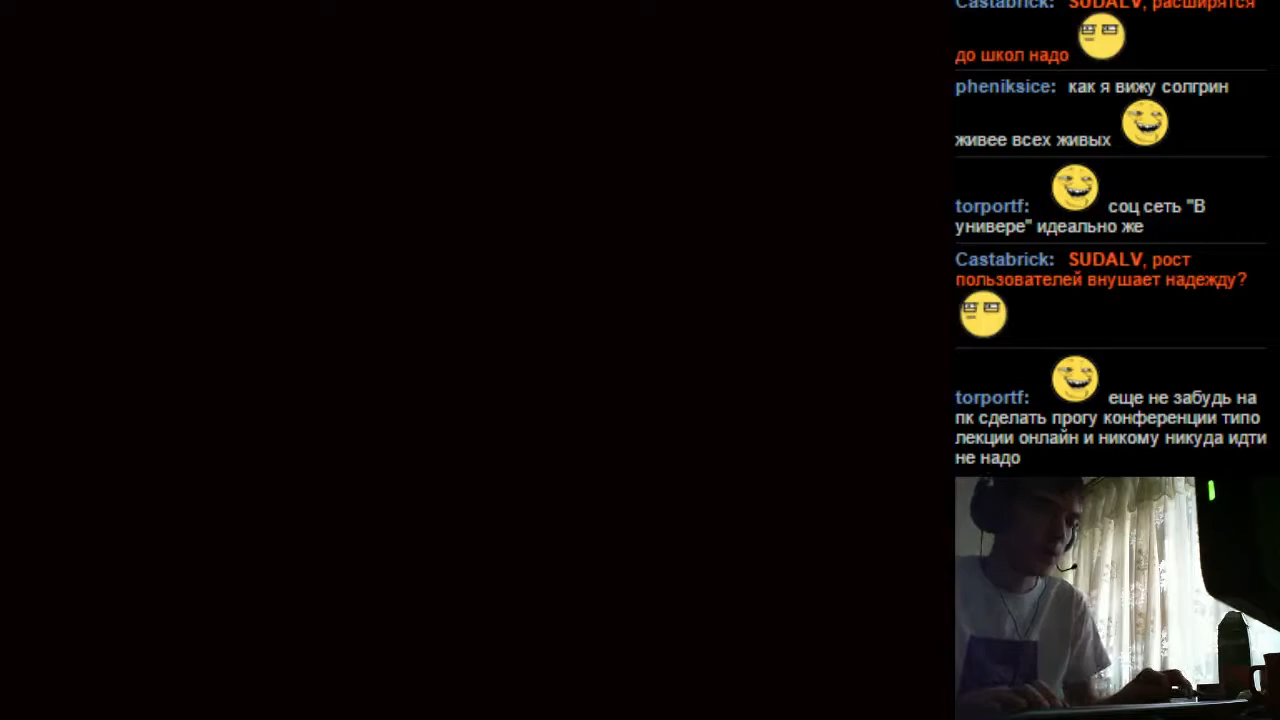 Castabrick: SUDALV, расширятся
до школ надо
pheniksice: как я вижу солгрин
живее всех живых
torportf: соц сеть "В
универе" идеально же
Castabrick: SUDALV, рост
пользователей внушает надежду?
torportf: еще не забудь на
пк сделать прогу конференции типо
лекции онлайн и никому никуда идти
не надо